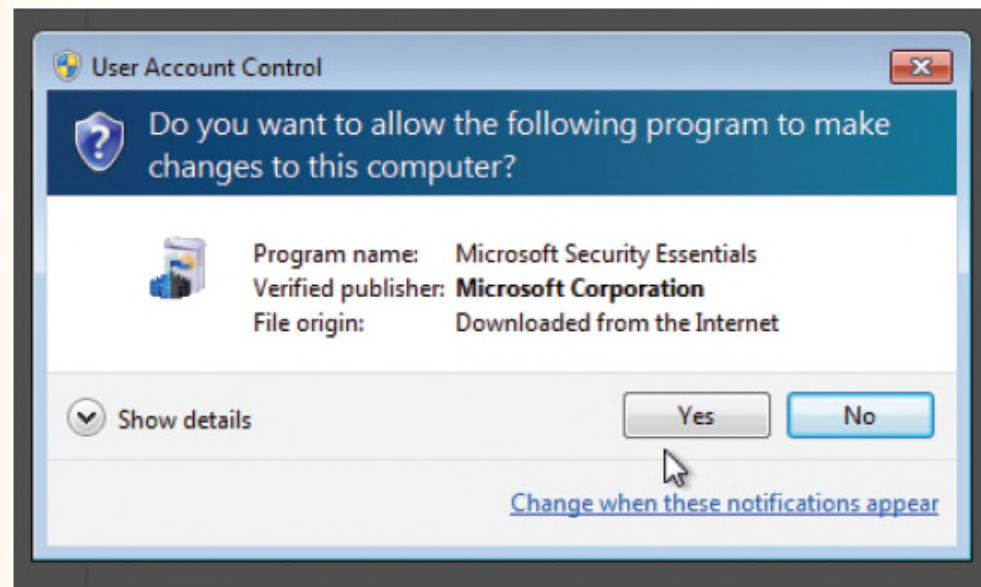 User Account Control
Do you want to allow the following program to make
changes to this computer?
Program name: Microsoft Security Essentials
Verified publisher: Microsoft Corporation
File origin: Downloaded from the Internet
Show details Yes No
Change when these notifications appear